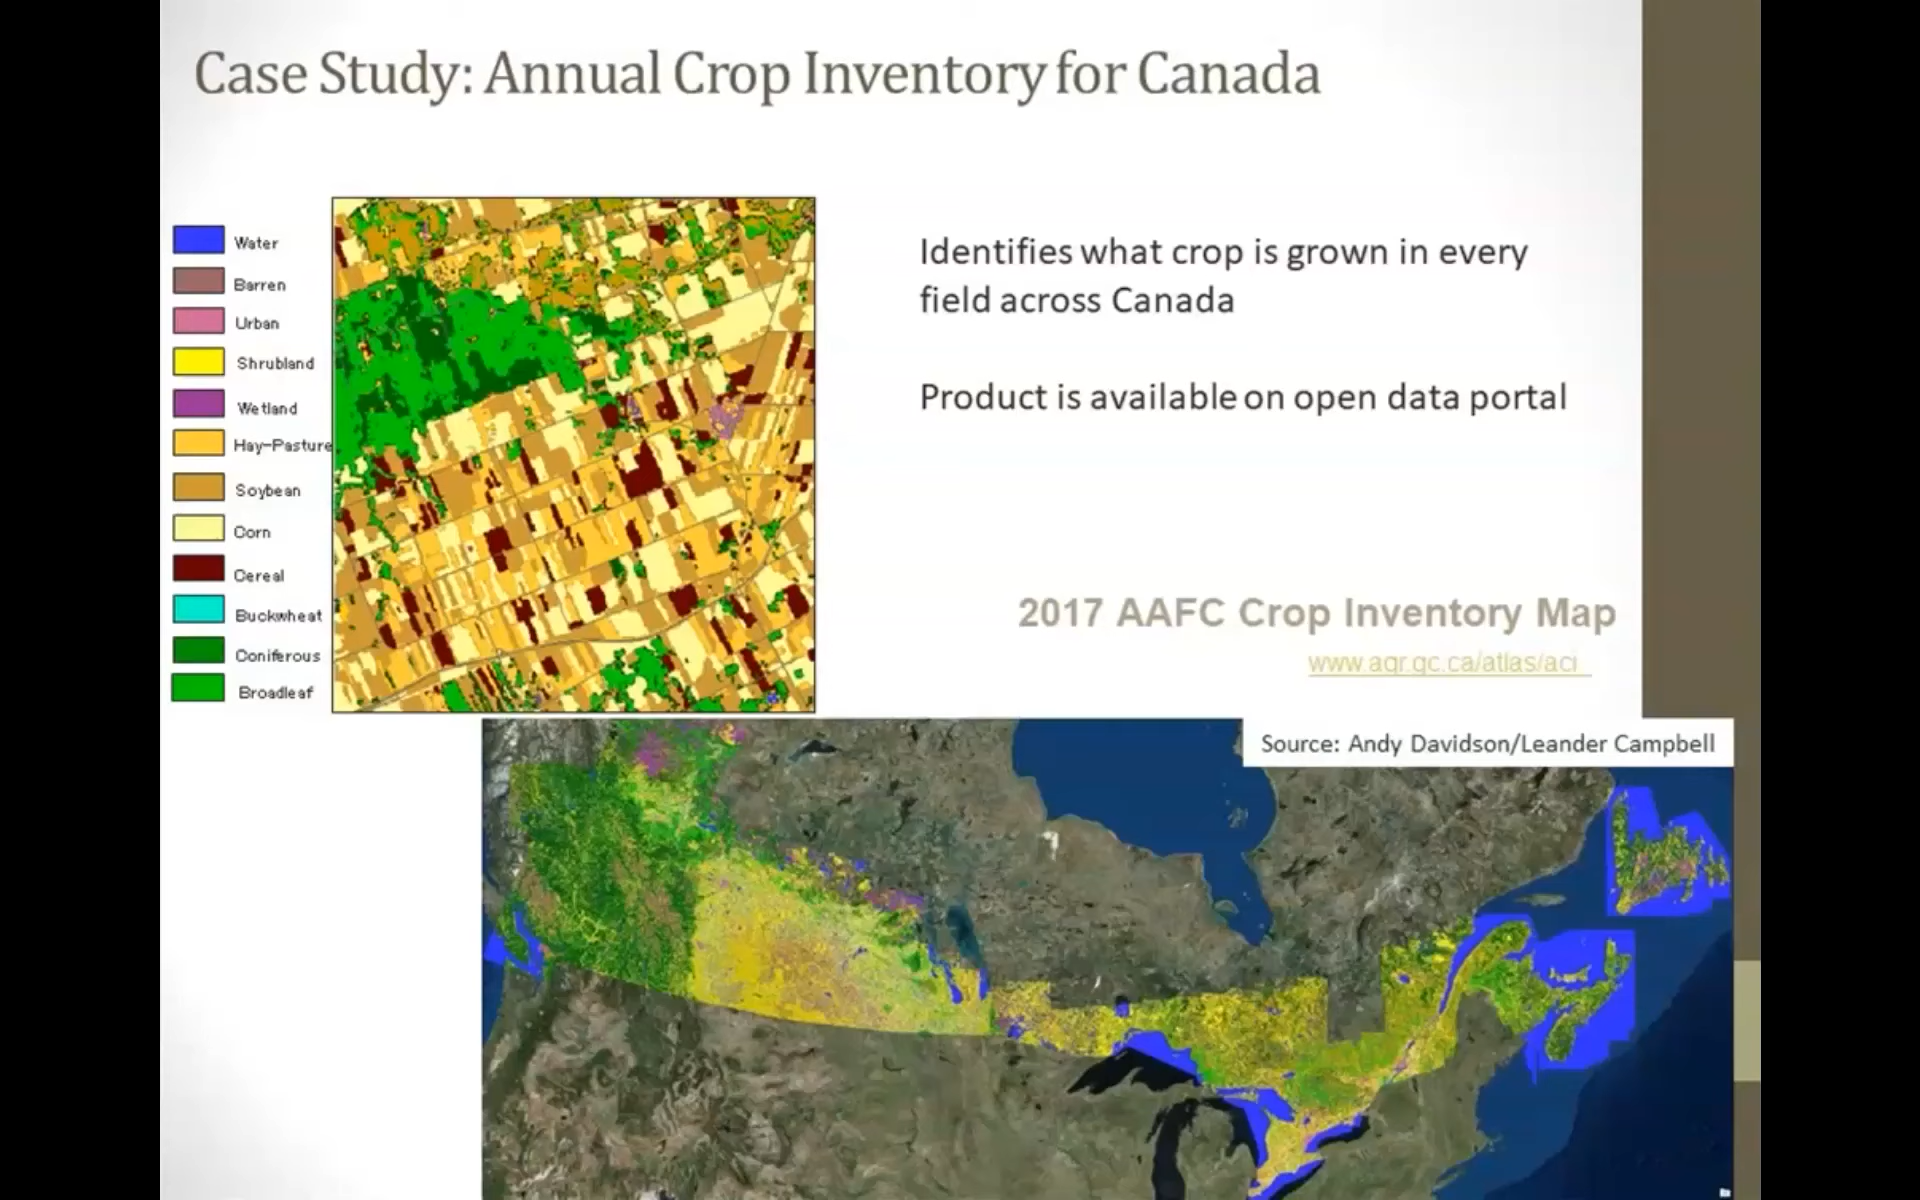 Case Study: Annual Crop Inventory for Canada
Water
Barren
Urban
Shrubland
Wetland
Hay-Pasture
Soybean
Corn
Cereal
Buckwheat
Coniferous
Broadleaf
Identifies what crop is grown in every
field across Canada
Product is available on open data portal
2017 AAFC Crop Inventory Map
www.agr.gc.ca/atlas/aci
Source: Andy Davidson/Leander Campbell